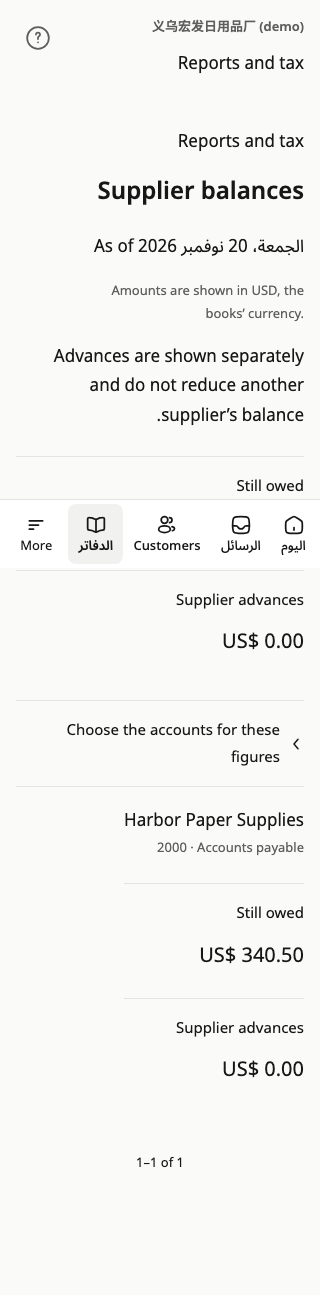 义乌宏发日用品厂 (demo)
Reports and tax
Reports and tax
Supplier balances
As of الجمعة، 20 نوفمبر 2026
Amounts are shown in USD, the
books’ currency.
Advances are shown separately
and do not reduce another
supplier’s balance.
Still owed
اليوم
الرسائل
Customers
الدفاتر
More
Supplier advances
US$ 0.00
Choose the accounts for these
figures
Harbor Paper Supplies
2000 · Accounts payable
Still owed
US$ 340.50
Supplier advances
US$ 0.00
1–1 of 1